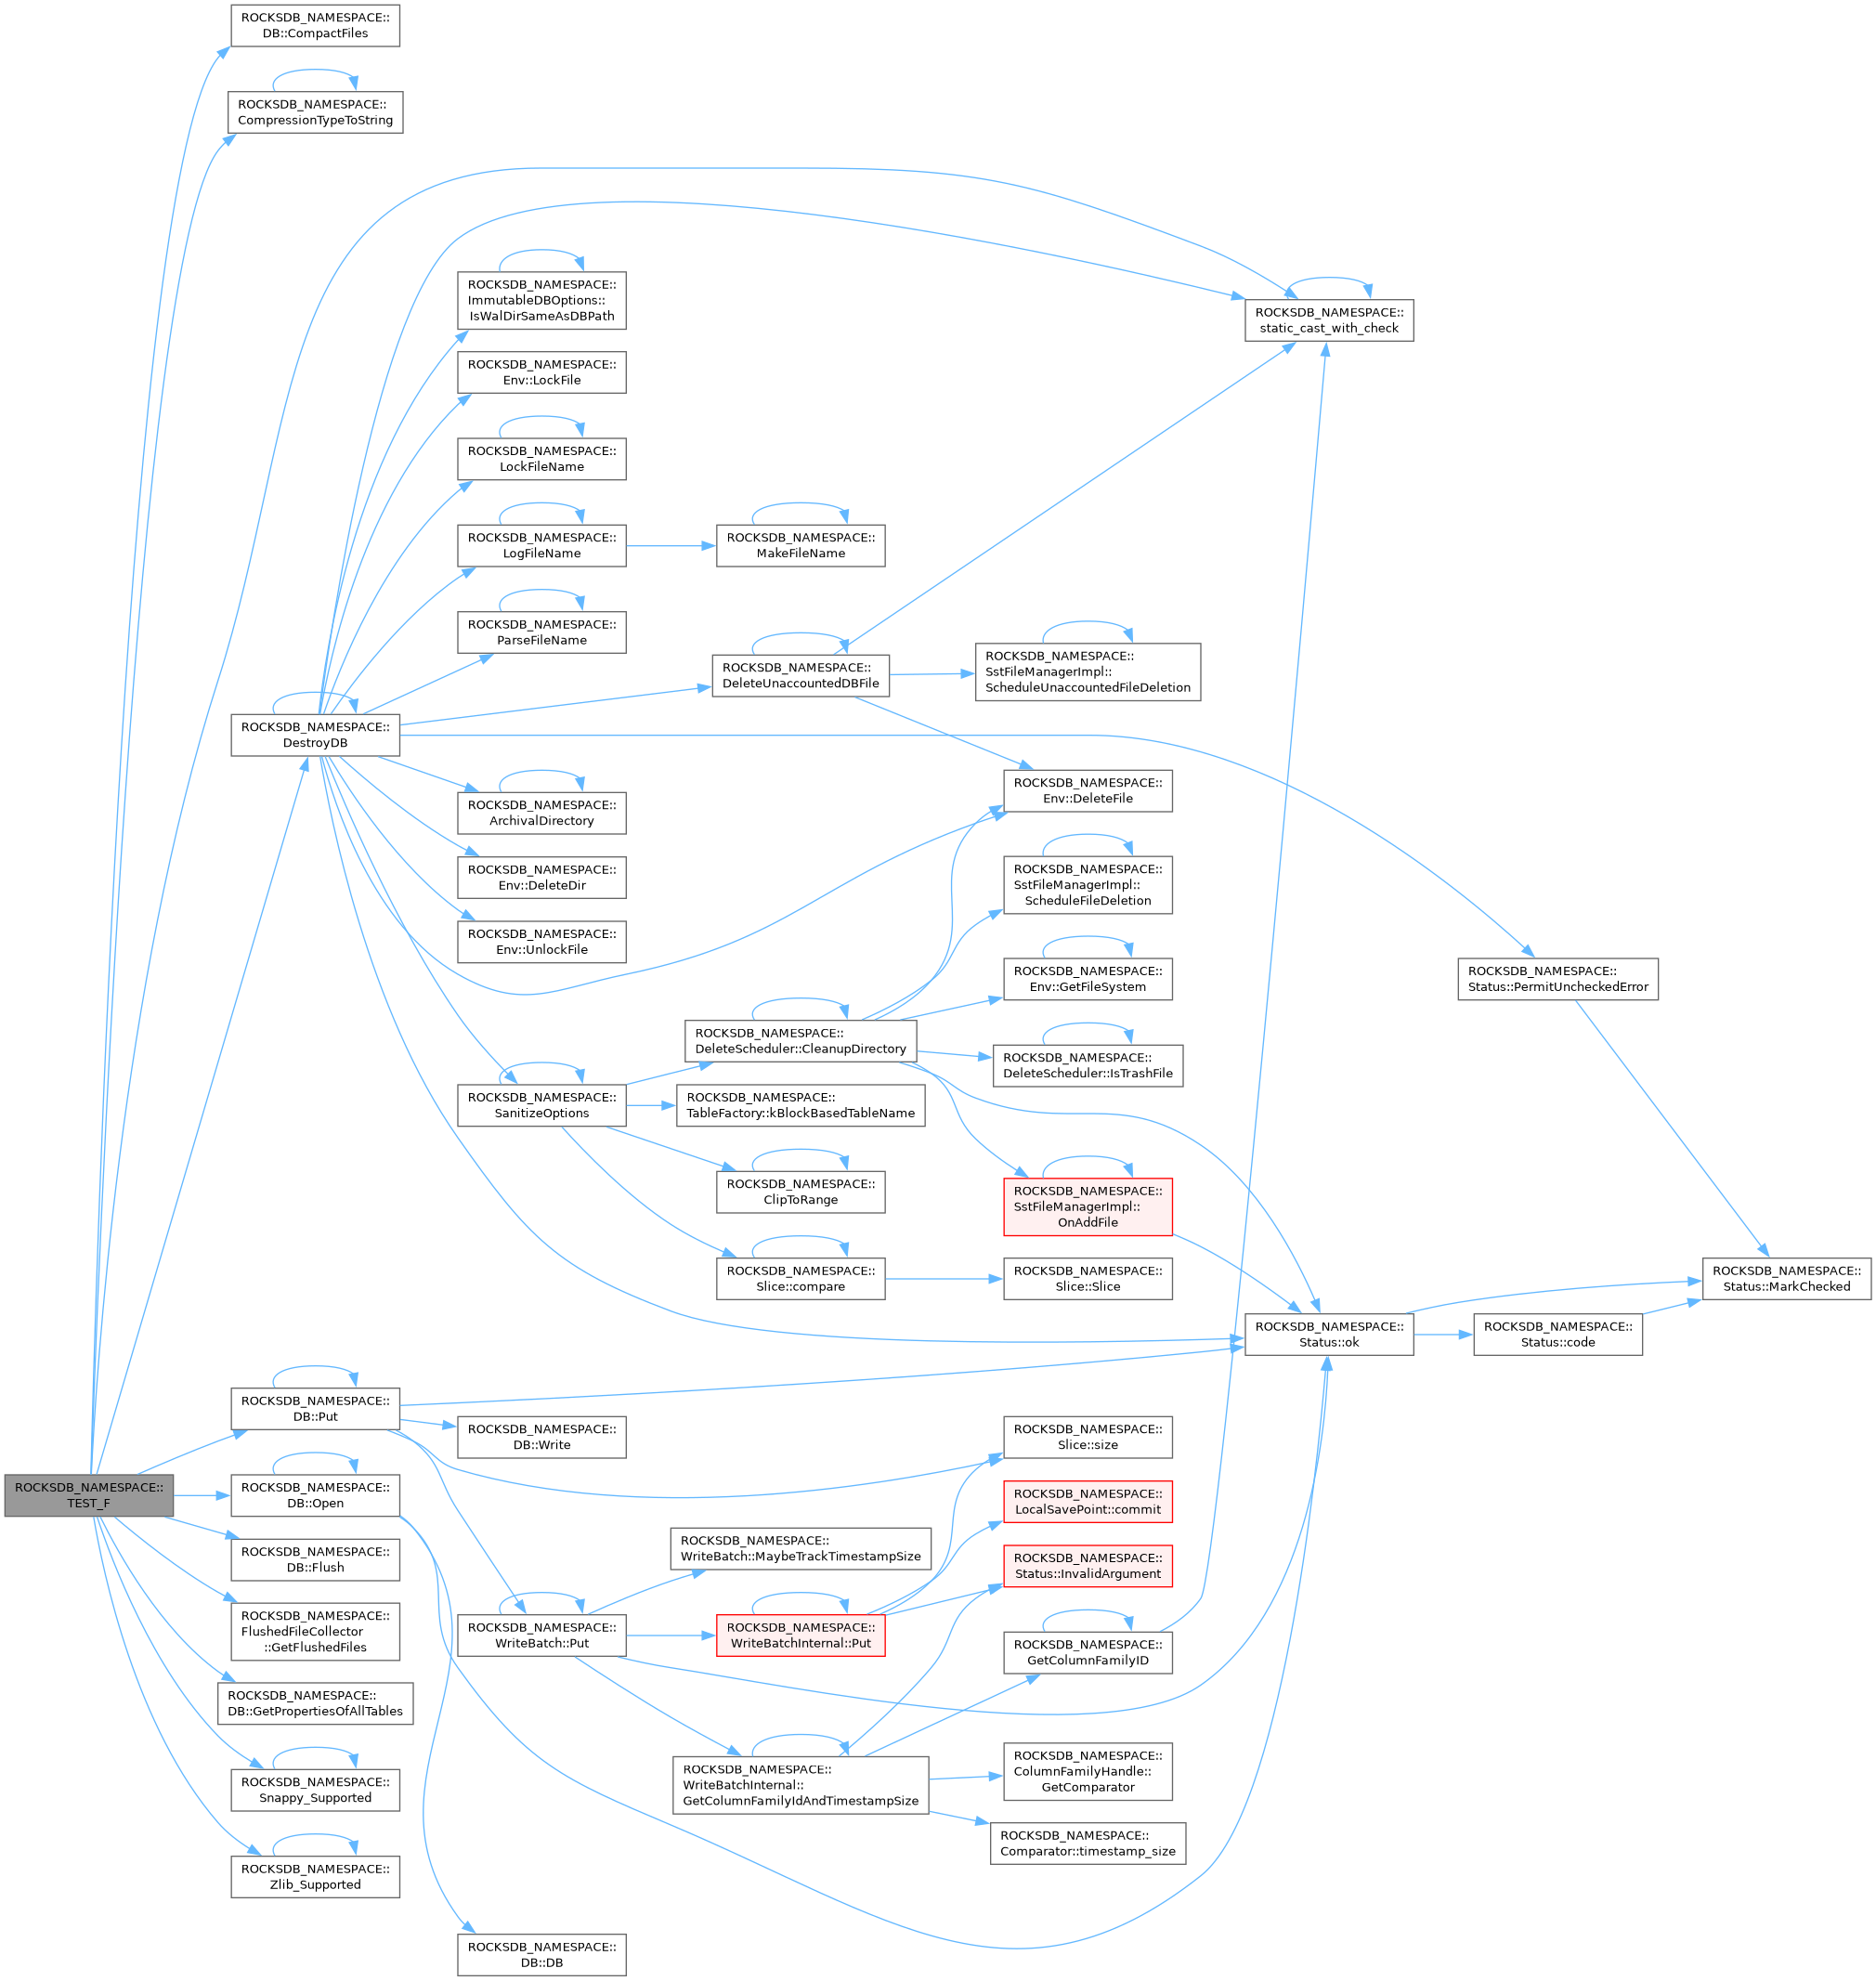 ROCKSDB_NAMESPACE::
DB::CompactFiles
ROCKSDB_NAMESPACE::
CompressionTypeToString
ROCKSDB_NAMESPACE::
ImmutableDBOptions::
IsWalDirSameAsDBPath
ROCKSDB_NAMESPACE::
static_cast_with_check
ROCKSDB_NAMESPACE::
Env::LockFile
ROCKSDB_NAMESPACE::
LockFileName
ROCKSDB_NAMESPACE::
LogFileName
ROCKSDB_NAMESPACE::
MakeFileName
ROCKSDB_NAMESPACE::
ParseFileName
ROCKSDB_NAMESPACE::
DeleteUnaccountedDBFile
ROCKSDB_NAMESPACE::
SstFileManagerImpl::
ScheduleUnaccountedFileDeletion
ROCKSDB_NAMESPACE::
DestroyDB
ROCKSDB_NAMESPACE::
ArchivalDirectory
ROCKSDB_NAMESPACE::
Env::DeleteFile
ROCKSDB_NAMESPACE::
Env::DeleteDir
ROCKSDB_NAMESPACE::
SstFileManagerImpl::
ScheduleFileDeletion
ROCKSDB_NAMESPACE::
Env::UnlockFile
ROCKSDB_NAMESPACE::
Env::GetFileSystem
ROCKSDB_NAMESPACE::
Status::PermitUncheckedError
ROCKSDB_NAMESPACE::
DeleteScheduler::CleanupDirectory
ROCKSDB_NAMESPACE::
DeleteScheduler::IsTrashFile
ROCKSDB_NAMESPACE::
SanitizeOptions
ROCKSDB_NAMESPACE::
TableFactory::kBlockBasedTableName
ROCKSDB_NAMESPACE::
ClipToRange
ROCKSDB_NAMESPACE::
SstFileManagerImpl::
OnAddFile
ROCKSDB_NAMESPACE::
Slice::compare
ROCKSDB_NAMESPACE::
Slice::Slice
ROCKSDB_NAMESPACE::
Status::MarkChecked
ROCKSDB_NAMESPACE::
Status::ok
ROCKSDB_NAMESPACE::
Status::code
ROCKSDB_NAMESPACE::
DB::Put
ROCKSDB_NAMESPACE::
DB::Write
ROCKSDB_NAMESPACE::
Slice::size
ROCKSDB_NAMESPACE::
TEST_F
ROCKSDB_NAMESPACE::
DB::Open
ROCKSDB_NAMESPACE::
LocalSavePoint::commit
ROCKSDB_NAMESPACE::
DB::Flush
ROCKSDB_NAMESPACE::
WriteBatch::MaybeTrackTimestampSize
ROCKSDB_NAMESPACE::
Status::InvalidArgument
ROCKSDB_NAMESPACE::
FlushedFileCollector
::GetFlushedFiles
ROCKSDB_NAMESPACE::
WriteBatch::Put
ROCKSDB_NAMESPACE::
WriteBatchInternal::Put
ROCKSDB_NAMESPACE::
GetColumnFamilyID
ROCKSDB_NAMESPACE::
DB::GetPropertiesOfAllTables
ROCKSDB_NAMESPACE::
Snappy_Supported
ROCKSDB_NAMESPACE::
WriteBatchInternal::
GetColumnFamilyIdAndTimestampSize
ROCKSDB_NAMESPACE::
ColumnFamilyHandle::
GetComparator
ROCKSDB_NAMESPACE::
Comparator::timestamp_size
ROCKSDB_NAMESPACE::
Zlib_Supported
ROCKSDB_NAMESPACE::
DB::DB